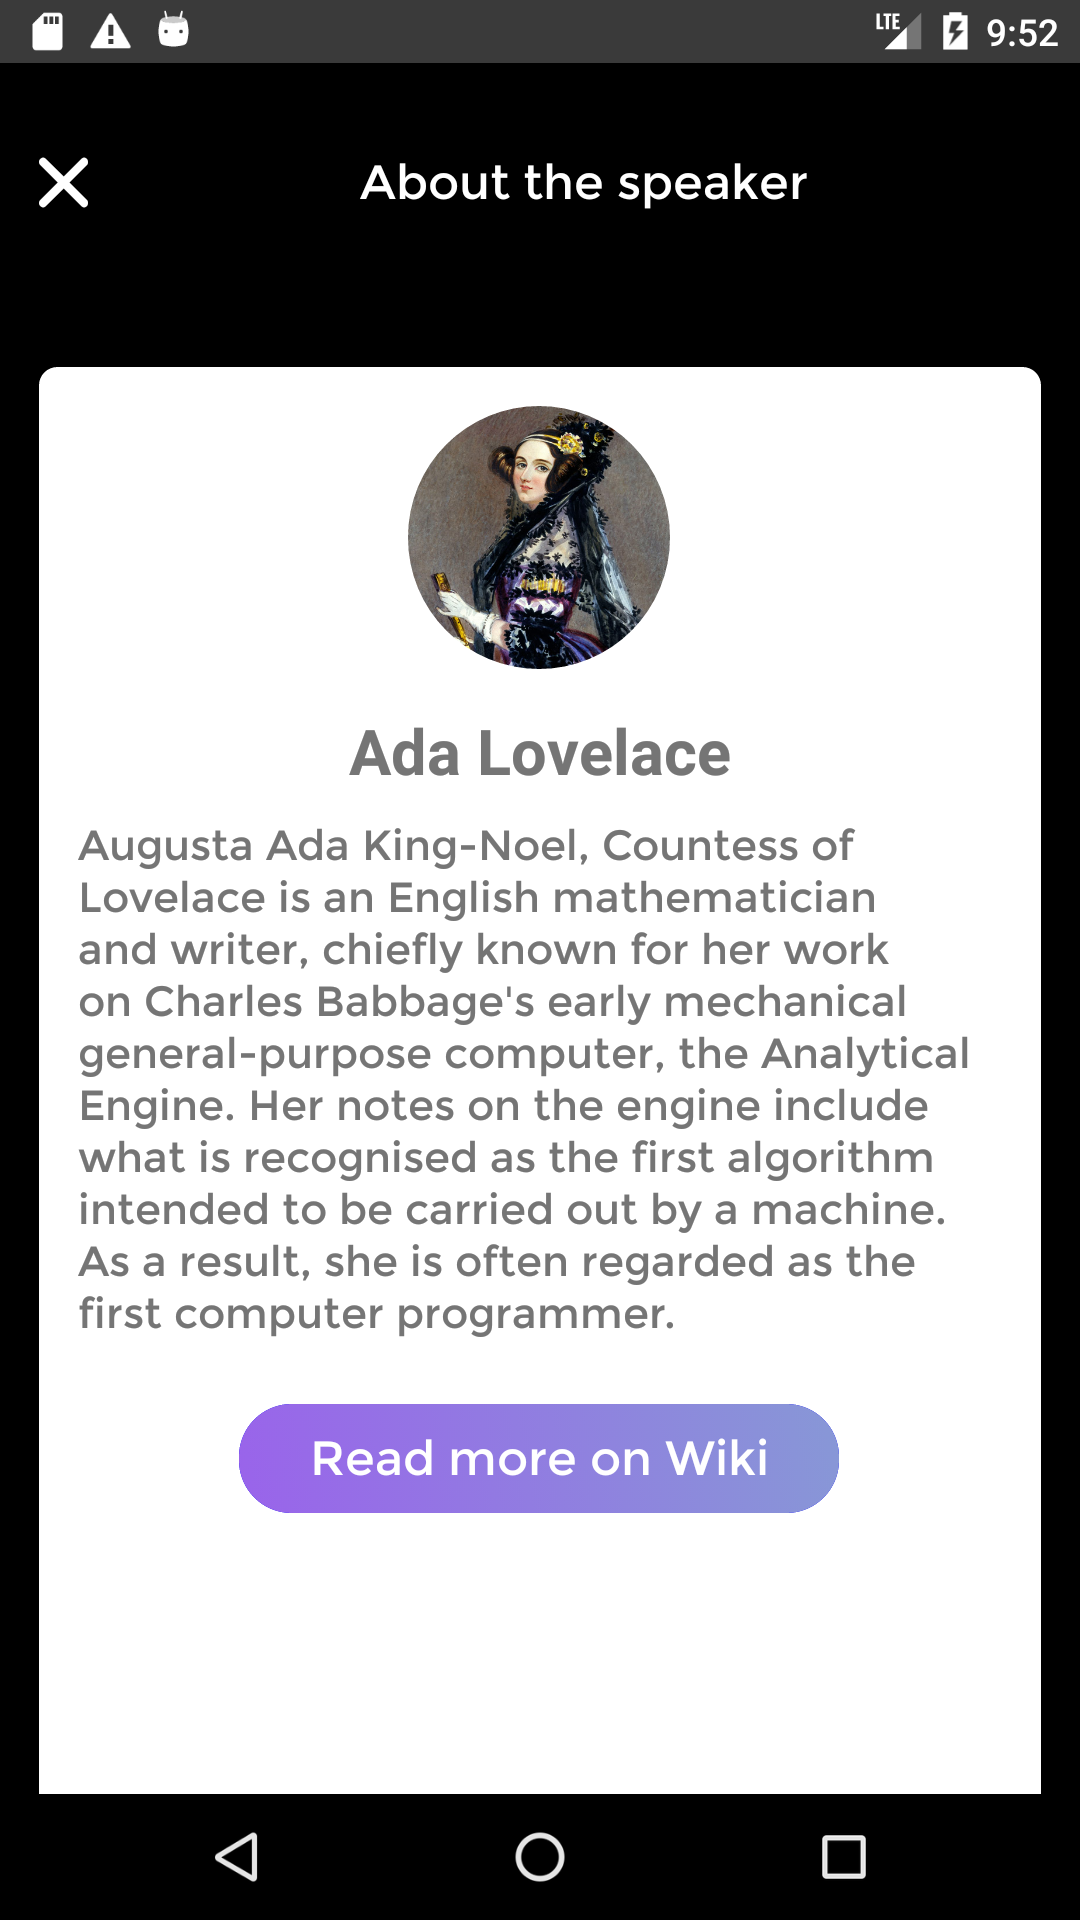 LTE 9:52
About the speaker
Ada Lovelace
Augusta Ada King-Noel, Countess of
Lovelace is an English mathematician
and writer, chiefly known for her work
on Charles Babbage's early mechanical
general-purpose computer, the Analytical
Engine. Her notes on the engine include
what is recognised as the first algorithm
intended to be carried out by a machine.
As a result, she is often regarded as the
first computer programmer.
Read more on Wiki